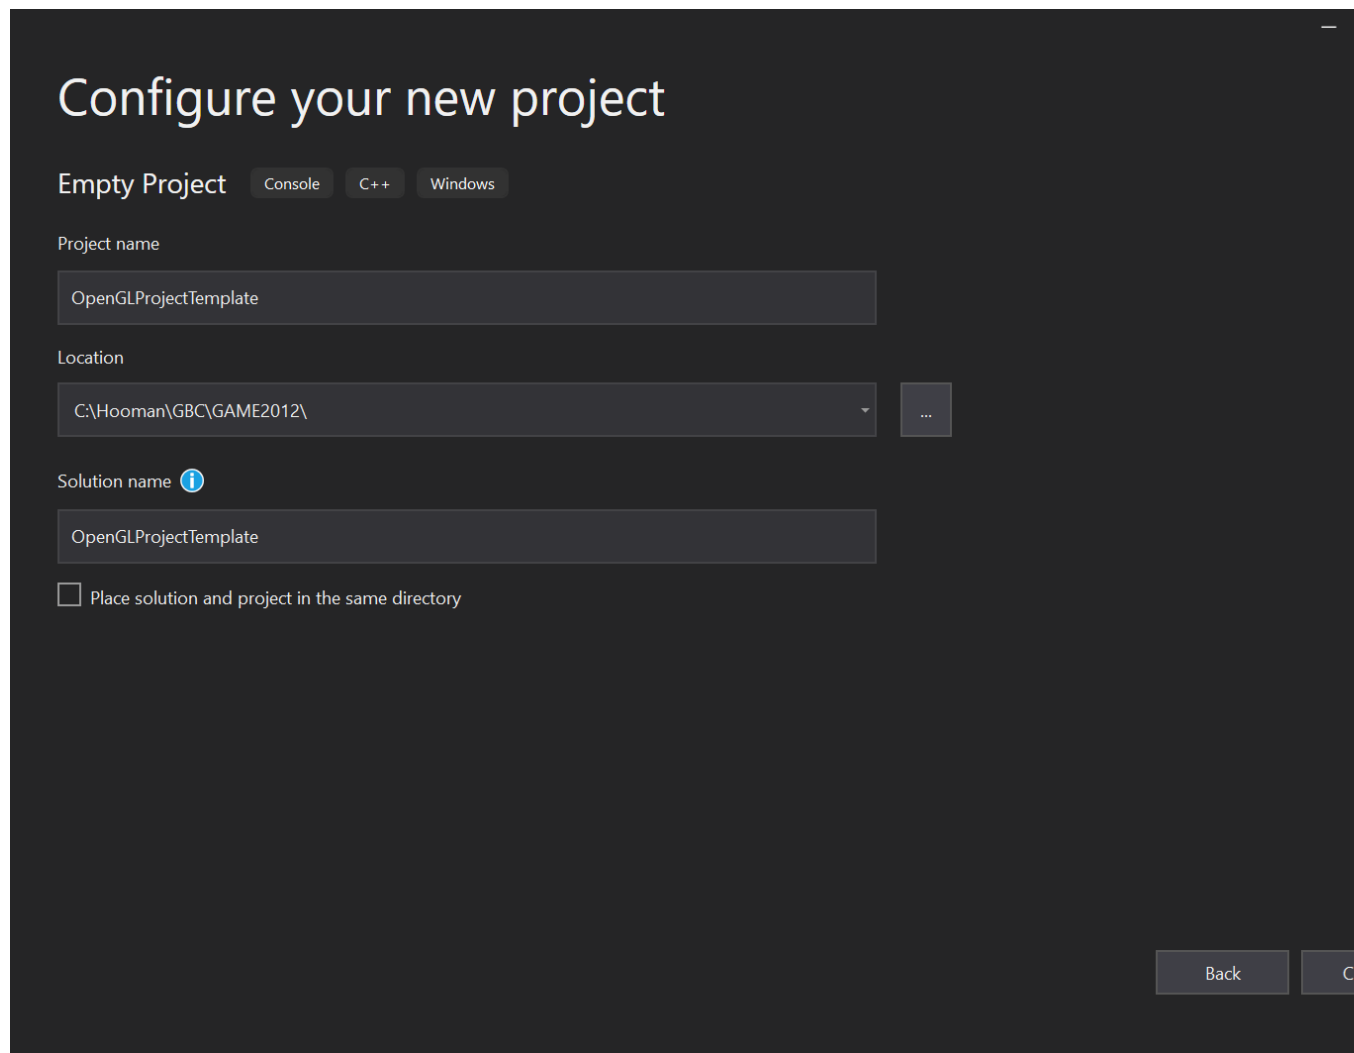 Configure your new project
Empty Project Console C++ Windows
Project name
OpenGLProjectTemplate
Location
C:\Hooman\GBC\GAME2012\
...
Solution name
OpenGLProjectTemplate
Place solution and project in the same directory
Back